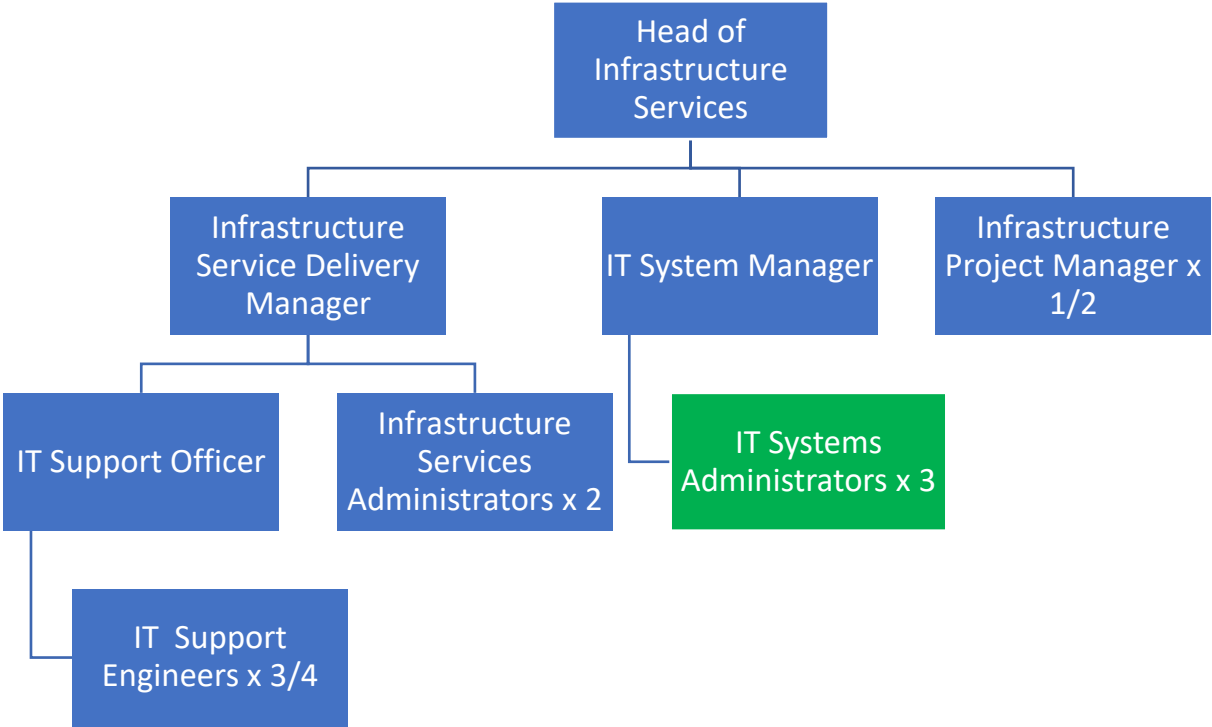 Head of
Infrastructure
Services
Infrastructure
Service Delivery
Manager
IT System Manager
Infrastructure
Project Manager x
1/2
IT Support Officer
Infrastructure
Services
Administrators x 2
IT Systems
Administrators x 3
IT  Support
Engineers x 3/4